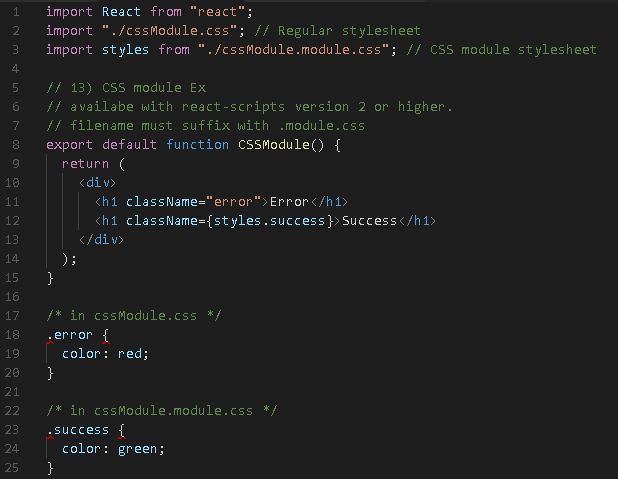 1 import React from "react";
2 import "./cssModule.css"; // Regular stylesheet
3 import styles from "./cssModule.module.css"; // CSS module stylesheet
4
5 // 13) CSS module Ex
6 // availabe with react-scripts version 2 or higher.
7 // filename must suffix with .module.css
8 export default function CSSModule() {
9   return (
10     <div>
11       <h1 className="error">Error</h1>
12       <h1 className={styles.success}>Success</h1>
13     </div>
14   );
15 }
16
17 /* in cssModule.css */
18 .error {
19   color: red;
20 }
21
22 /* in cssModule.module.css */
23 .success {
24   color: green;
25 }